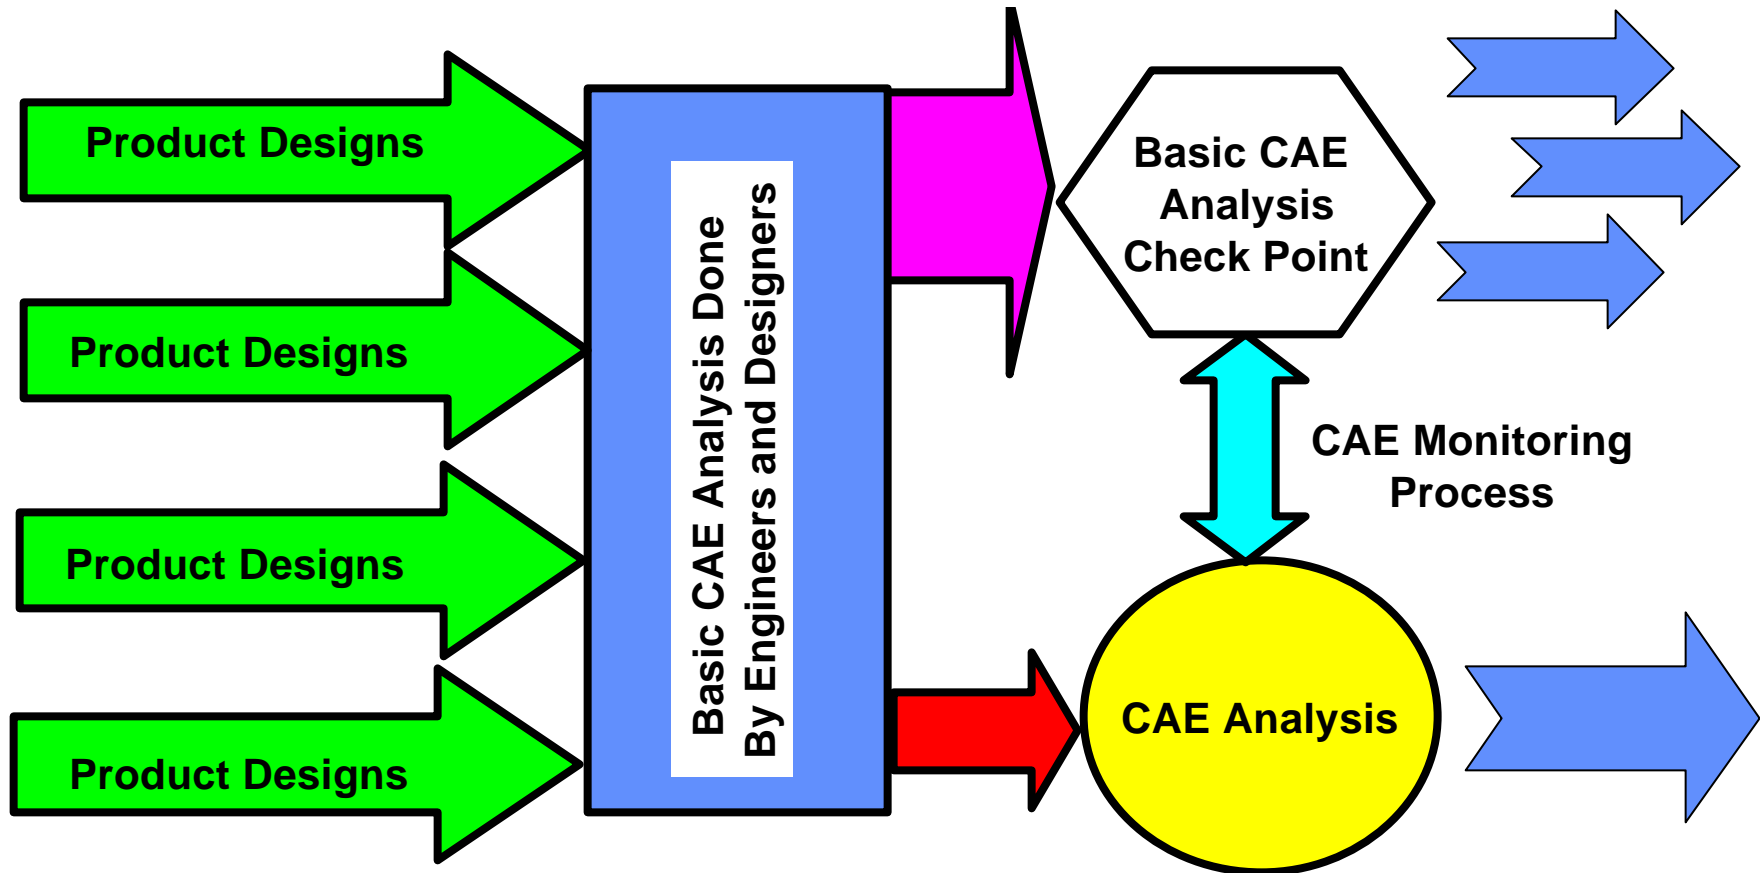 Product Designs
Product Designs
Product Designs
Product Designs
Basic CAE Analysis Done
By Engineers and Designers
Basic CAE
Analysis
Check Point
CAE Monitoring
Process
CAE Analysis